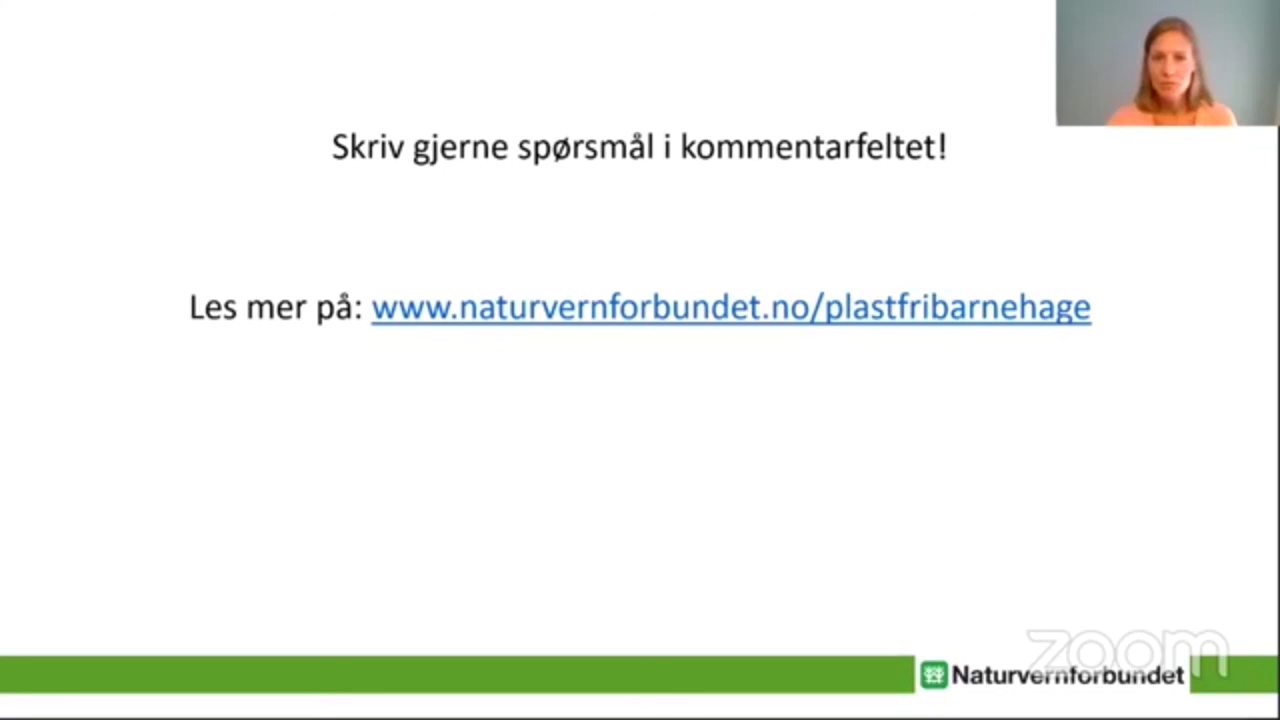 Skriv gjerne spørsmål i kommentarfeltet!
Les mer på: www.naturvernforbundet.no/plastfribarnehage
zoom
Naturvernforbundet